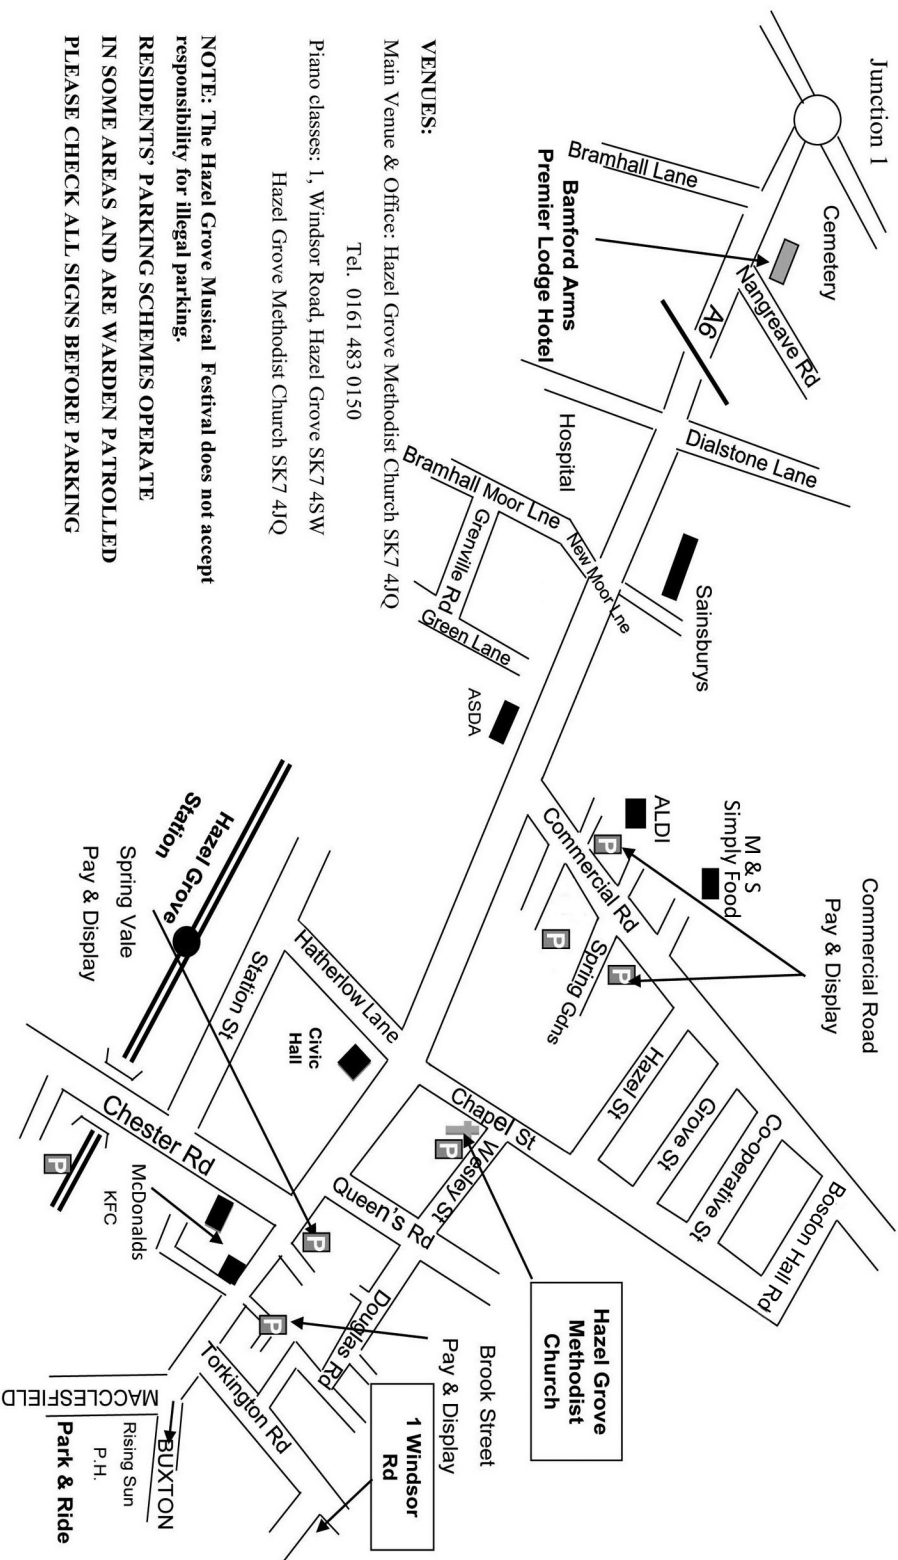 Junction 1
Cemetery
Bramhall Lane
Nangreave Rd
Bamford Arms
Premier Lodge Hotel
A6
Dialstone Lane
Hospital
Bramhall Moor Lne
New Moor Lne
Grenville Rd
Green Lane
Sainsburys
ASDA
VENUES:
Main Venue & Office: Hazel Grove Methodist Church SK7 4JQ
Tel. 0161 483 0150
Piano classes: 1, Windsor Road, Hazel Grove SK7 4SW
Hazel Grove Methodist Church SK7 4JQ
NOTE: The Hazel Grove Musical Festival does not accept
responsibility for illegal parking.
RESIDENTS' PARKING SCHEMES OPERATE
IN SOME AREAS AND ARE WARDEN PATROLLED
PLEASE CHECK ALL SIGNS BEFORE PARKING
Commercial Road
Pay & Display
M & S
Simply Food
ALDI
P
Commercial Rd
P
P
Spring Gdns
Hazel St
Grove St
Co-operative St
Bosdon Hall Rd
Chapel St
Wesley St
P
Hatherlow Lane
Civic
Hall
Station St
Hazel Grove
Station
Spring Vale
Pay & Display
Chester Rd
Queen's Rd
P
P
McDonalds
KFC
P
Douglas Rd
Torkington Rd
Hazel Grove
Methodist
Church
Brook Street
Pay & Display
1 Windsor
Rd
MACCLESFIELD
BUXTON
Rising Sun
P.H.
Park & Ride